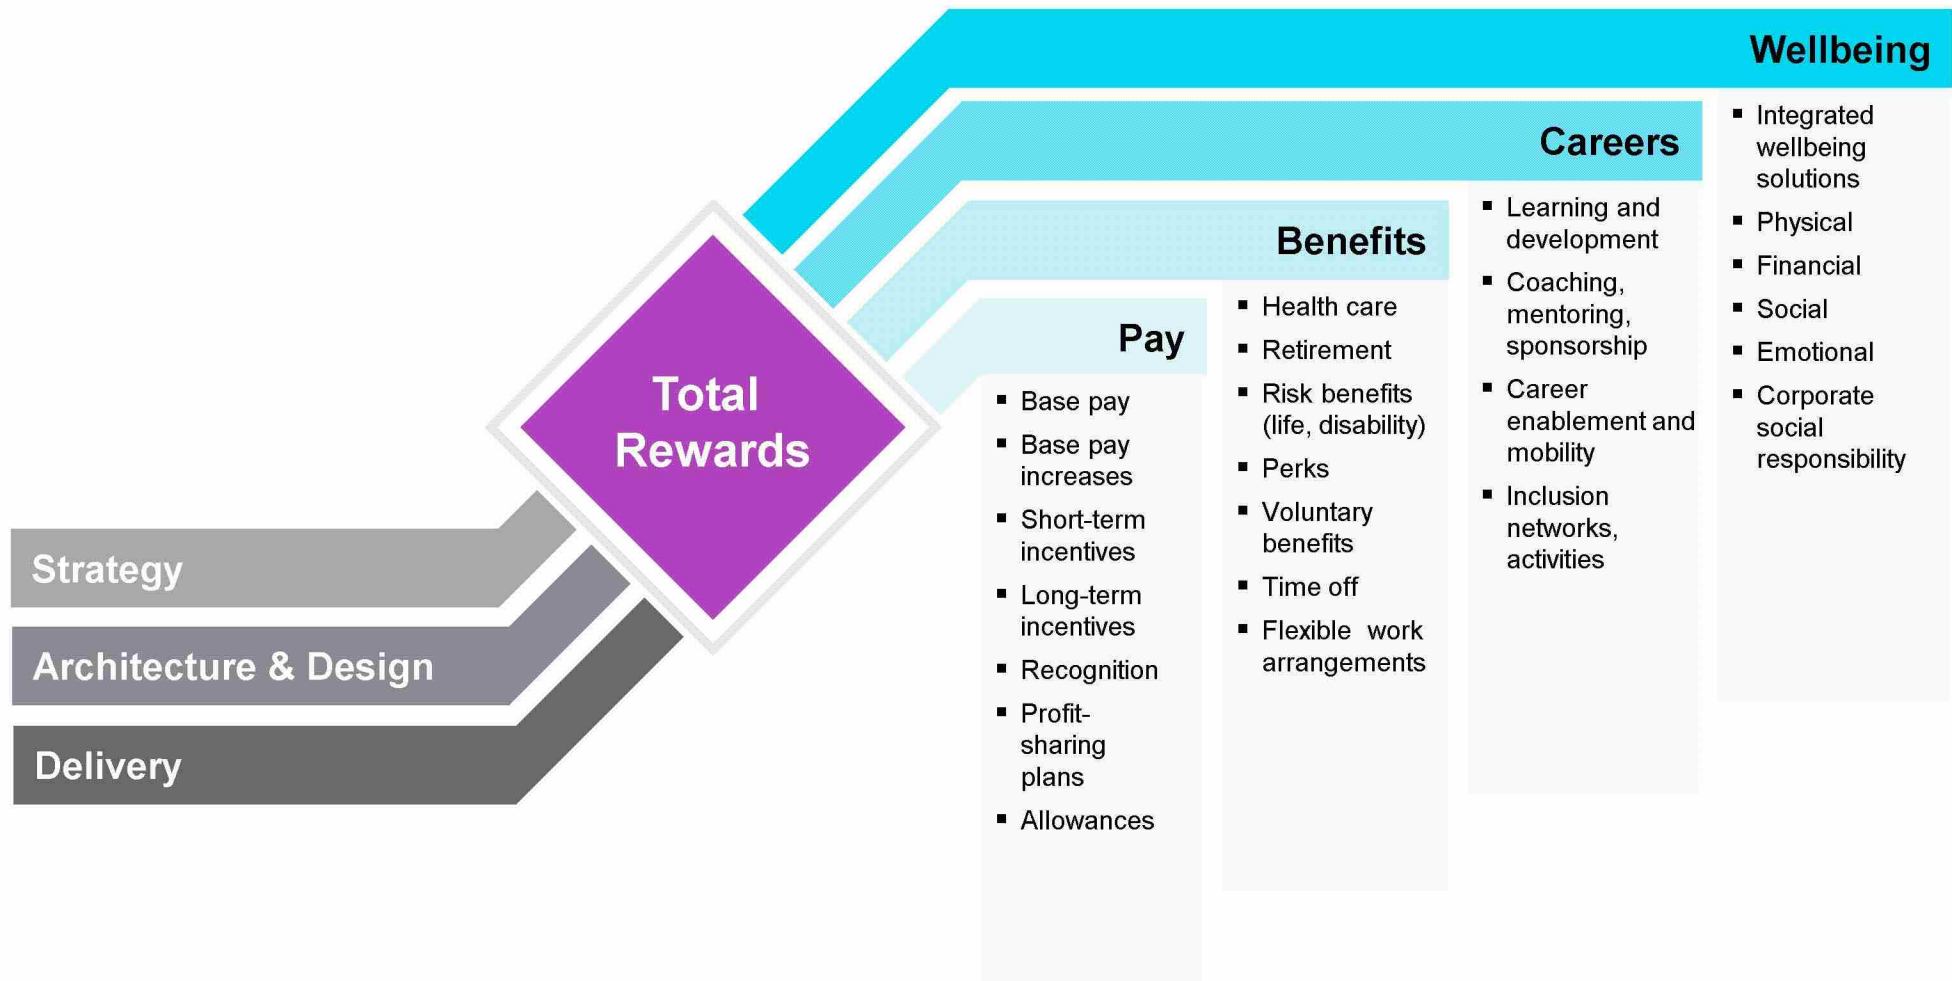 Total
Rewards
Strategy
Architecture & Design
Delivery
Pay
▪ Base pay
▪ Base pay
increases
▪ Short-term
incentives
▪ Long-term
incentives
▪ Recognition
▪ Profit-
sharing
plans
▪ Allowances
Benefits
▪ Health care
▪ Retirement
▪ Risk benefits
(life, disability)
▪ Perks
▪ Voluntary
benefits
▪ Time off
▪ Flexible work
arrangements
Careers
▪ Learning and
development
▪ Coaching,
mentoring,
sponsorship
▪ Career
enablement and
mobility
▪ Inclusion
networks,
activities
Wellbeing
▪ Integrated
wellbeing
solutions
▪ Physical
▪ Financial
▪ Social
▪ Emotional
▪ Corporate
social
responsibility